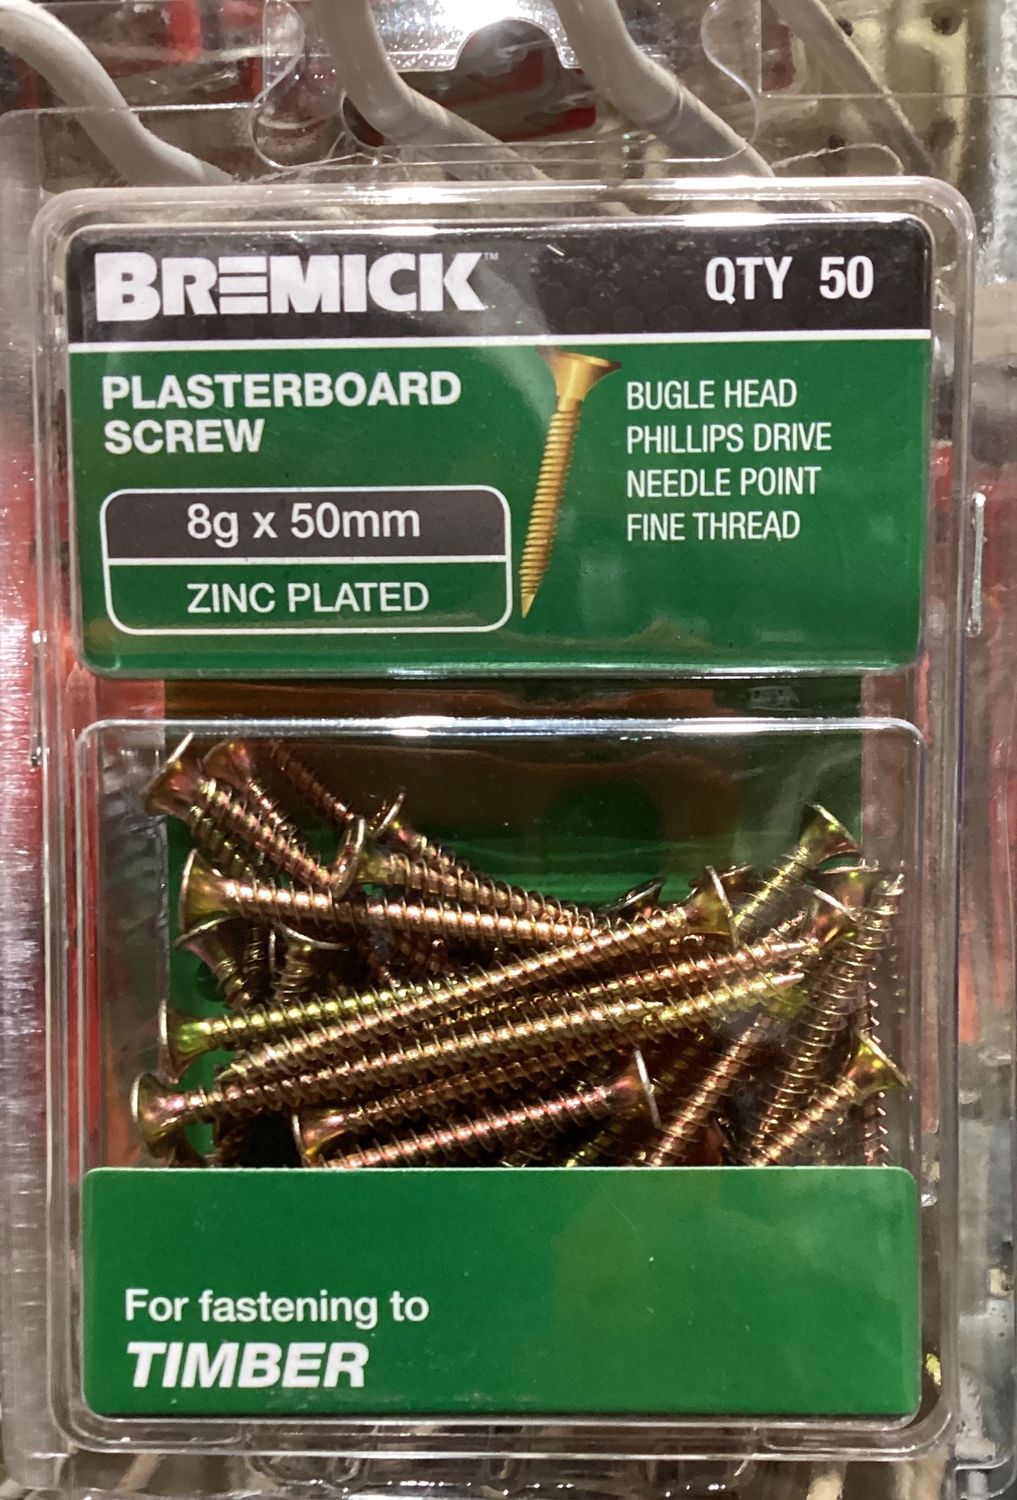 BREMICK™
QTY 50
PLASTERBOARD
SCREW
8g x 50mm
ZINC PLATED
BUGLE HEAD
PHILLIPS DRIVE
NEEDLE POINT
FINE THREAD
For fastening to
TIMBER